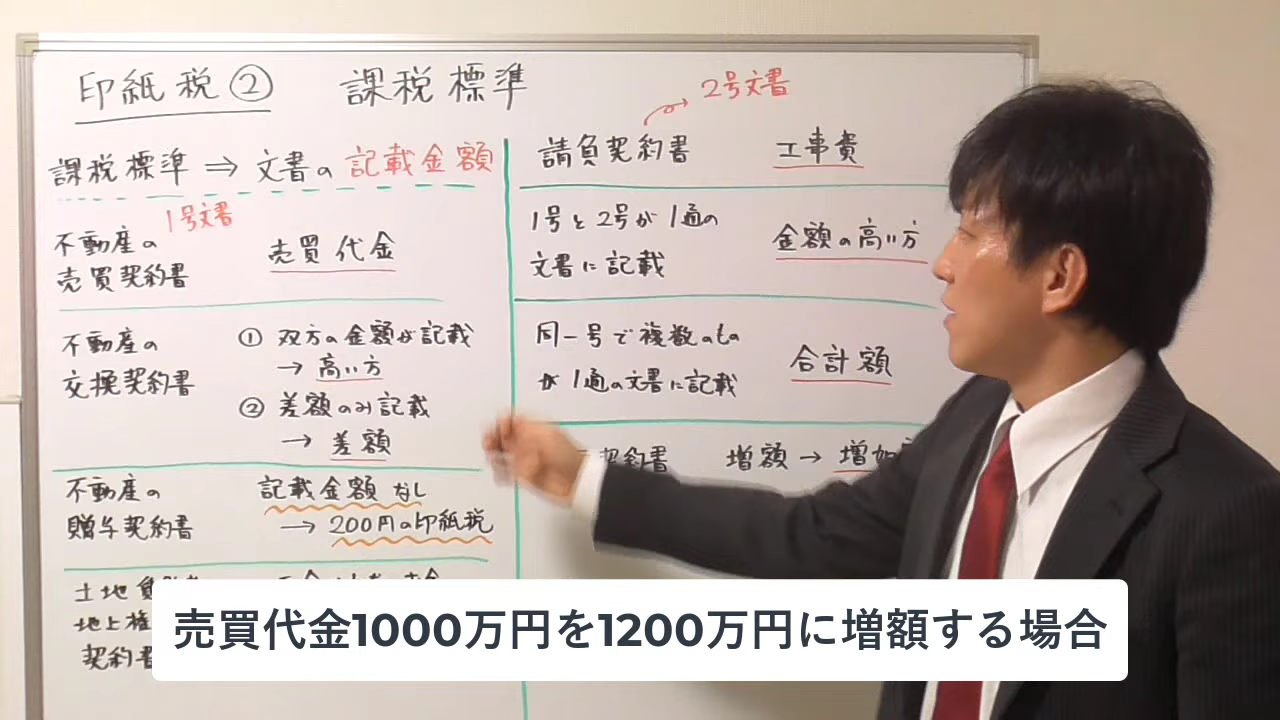 印紙税② 課税標準
課税標準⇒文書の記載金額
1号文書
不動産の
売買契約書
売買代金
不動産の
交換契約書
① 双方の金額が記載
→ 高い方
② 差額のみ記載
→ 差額
不動産の
贈与契約書
記載金額なし
→ 200円の印紙税
土地
地上権
契約書
2号文書
請負契約書 工事費
1号と2号が1通の
文書に記載
金額の高い方
同一号で複数のもの
が1通の文書に記載
合計額
契約書 増額→増加
売買代金1000万円を1200万円に増額する場合